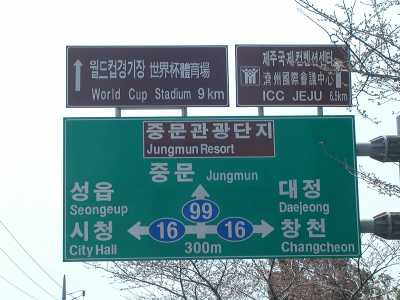 월드컵경기장 世界杯體育場
World Cup Stadium 9 km
제주국제컨벤션센터
濟州國際會議中心
ICC JEJU 6.5km
중문관광단지
Jungmun Resort
중문 Jungmun
성읍
Seongeup
대정
Daejeong
99
시청
City Hall
16
16
창천
Changcheon
300m